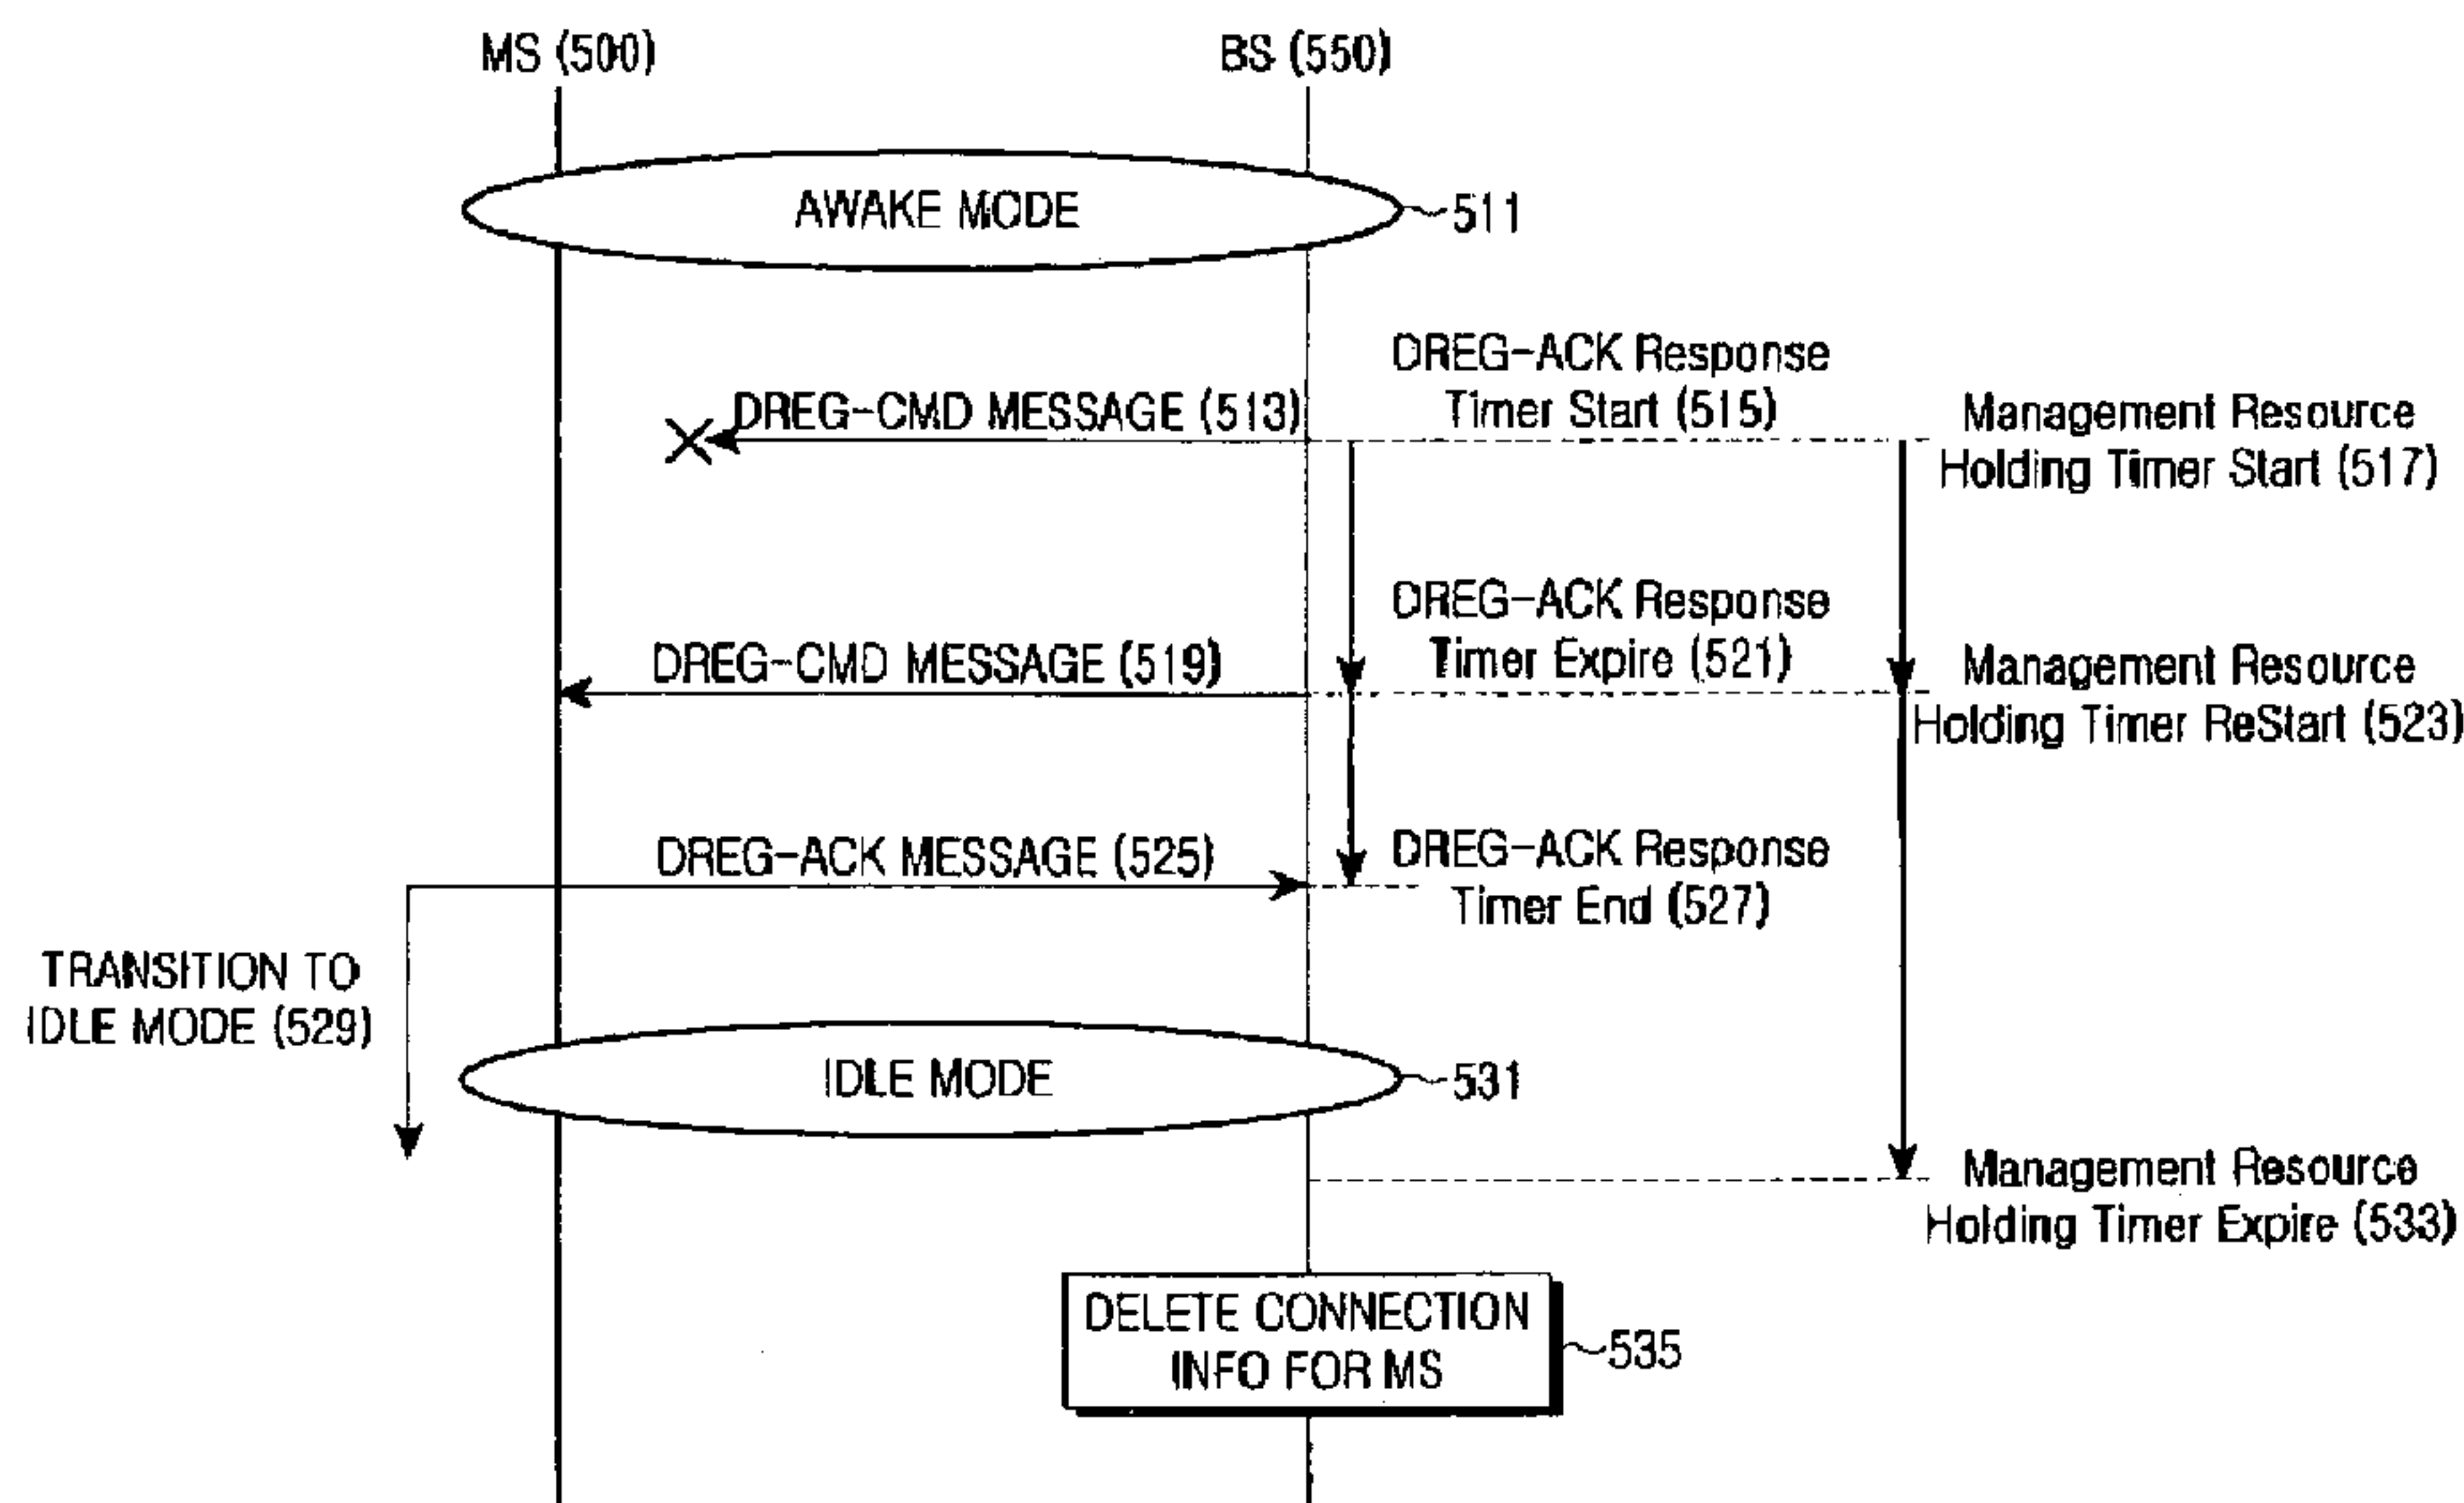 MS (500)
BS (550)
AWAKE MODE
511
DREG-ACK Response
Timer Start (515)
DREG-CMD MESSAGE (513)
Management Resource
Holding Timer Start (517)
DREG-ACK Response
Timer Expire (521)
DREG-CMD MESSAGE (519)
Management Resource
Holding Timer ReStart (523)
DREG-ACK MESSAGE (525)
DREG-ACK Response
Timer End (527)
TRANSITION TO
IDLE MODE (529)
IDLE MODE
531
Management Resource
Holding Timer Expire (533)
DELETE CONNECTION
INFO FOR MS
535